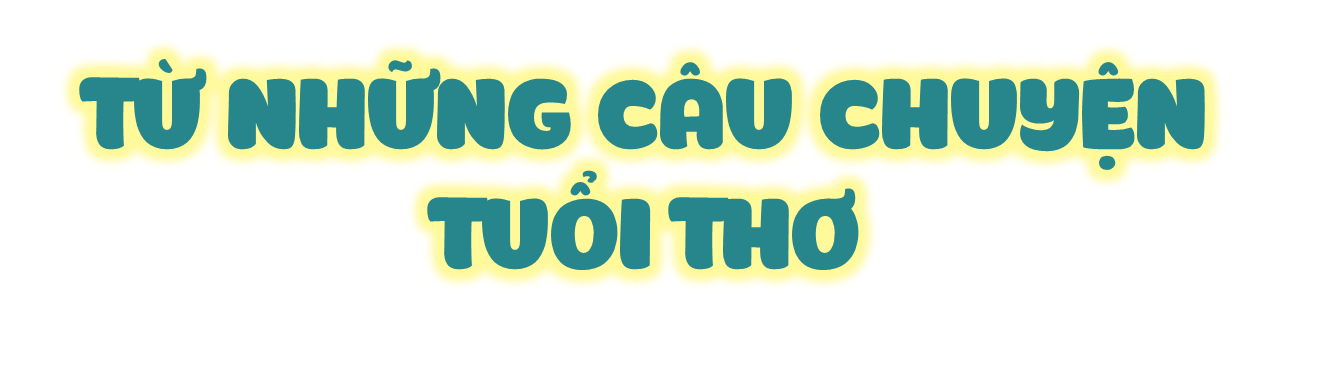 TỪ NHỮNG CÂU CHUYỆN
TUỔI THƠ